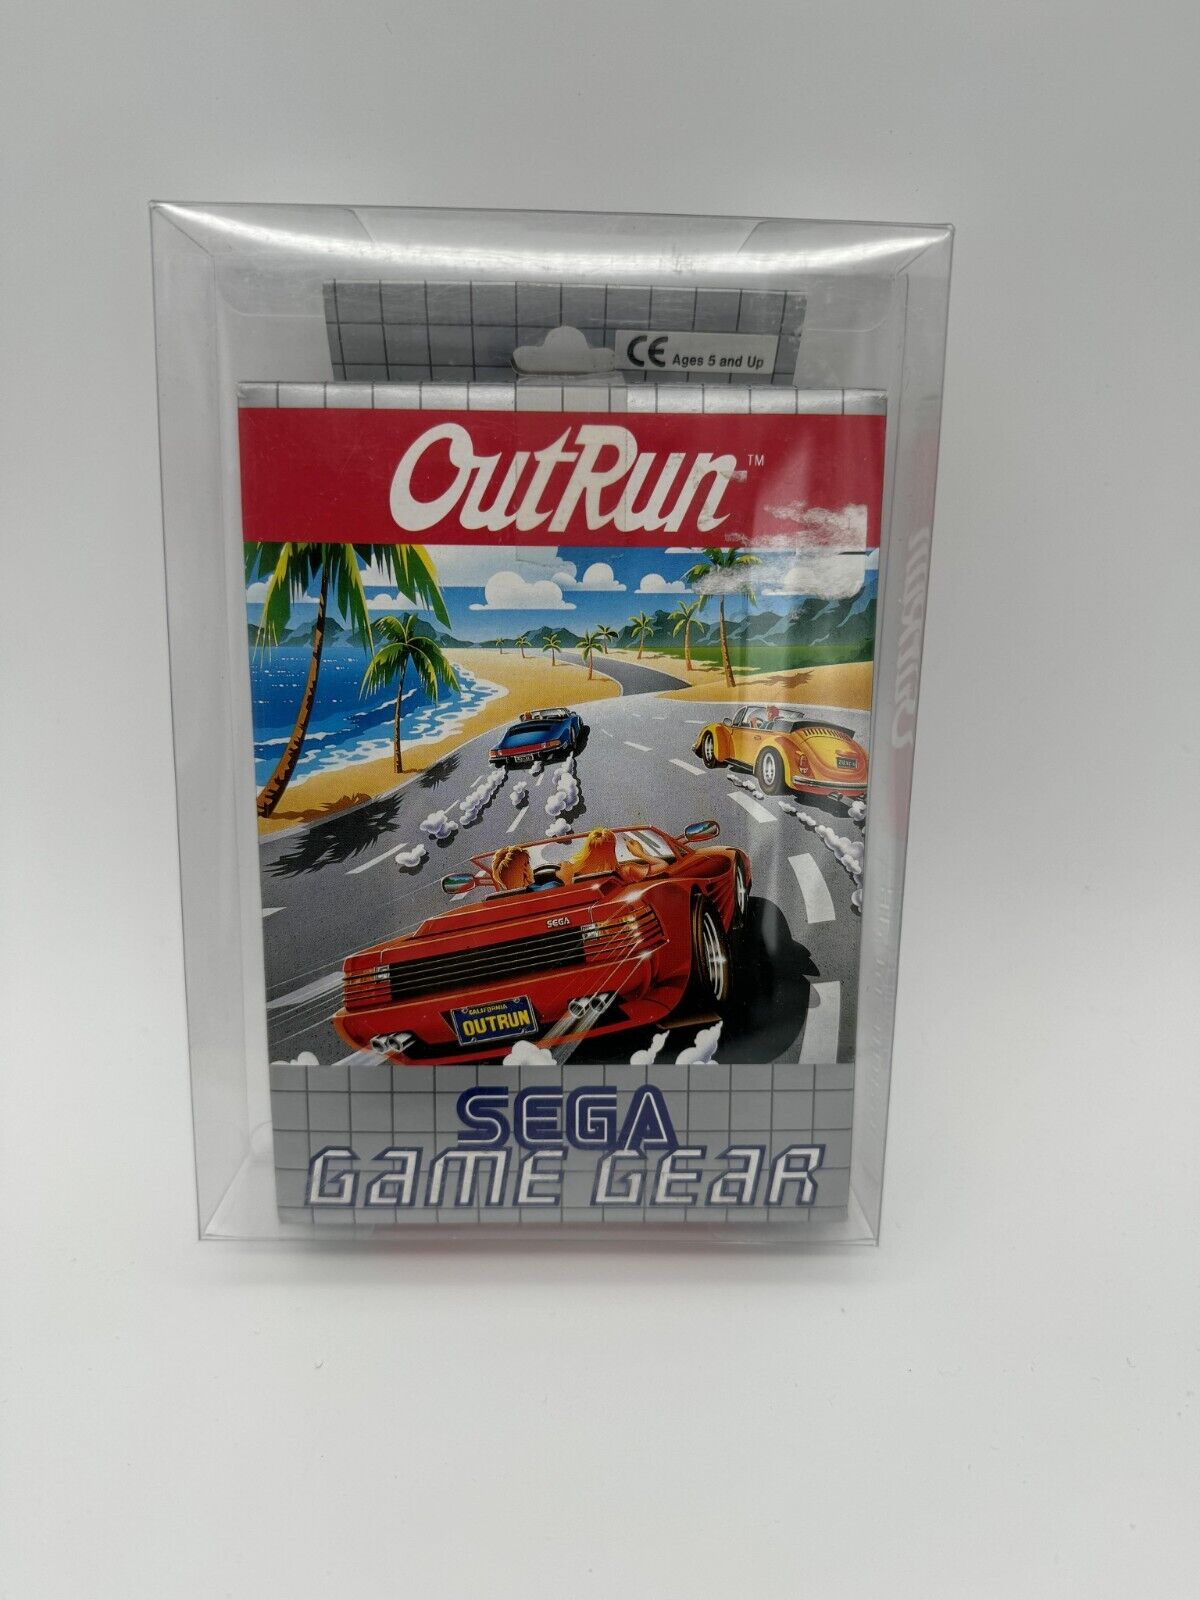 CE Ages 5 and Up
OutRun™
SEGA
CALIFORNIA
OUTRUN
SEGA
GAME GEAR